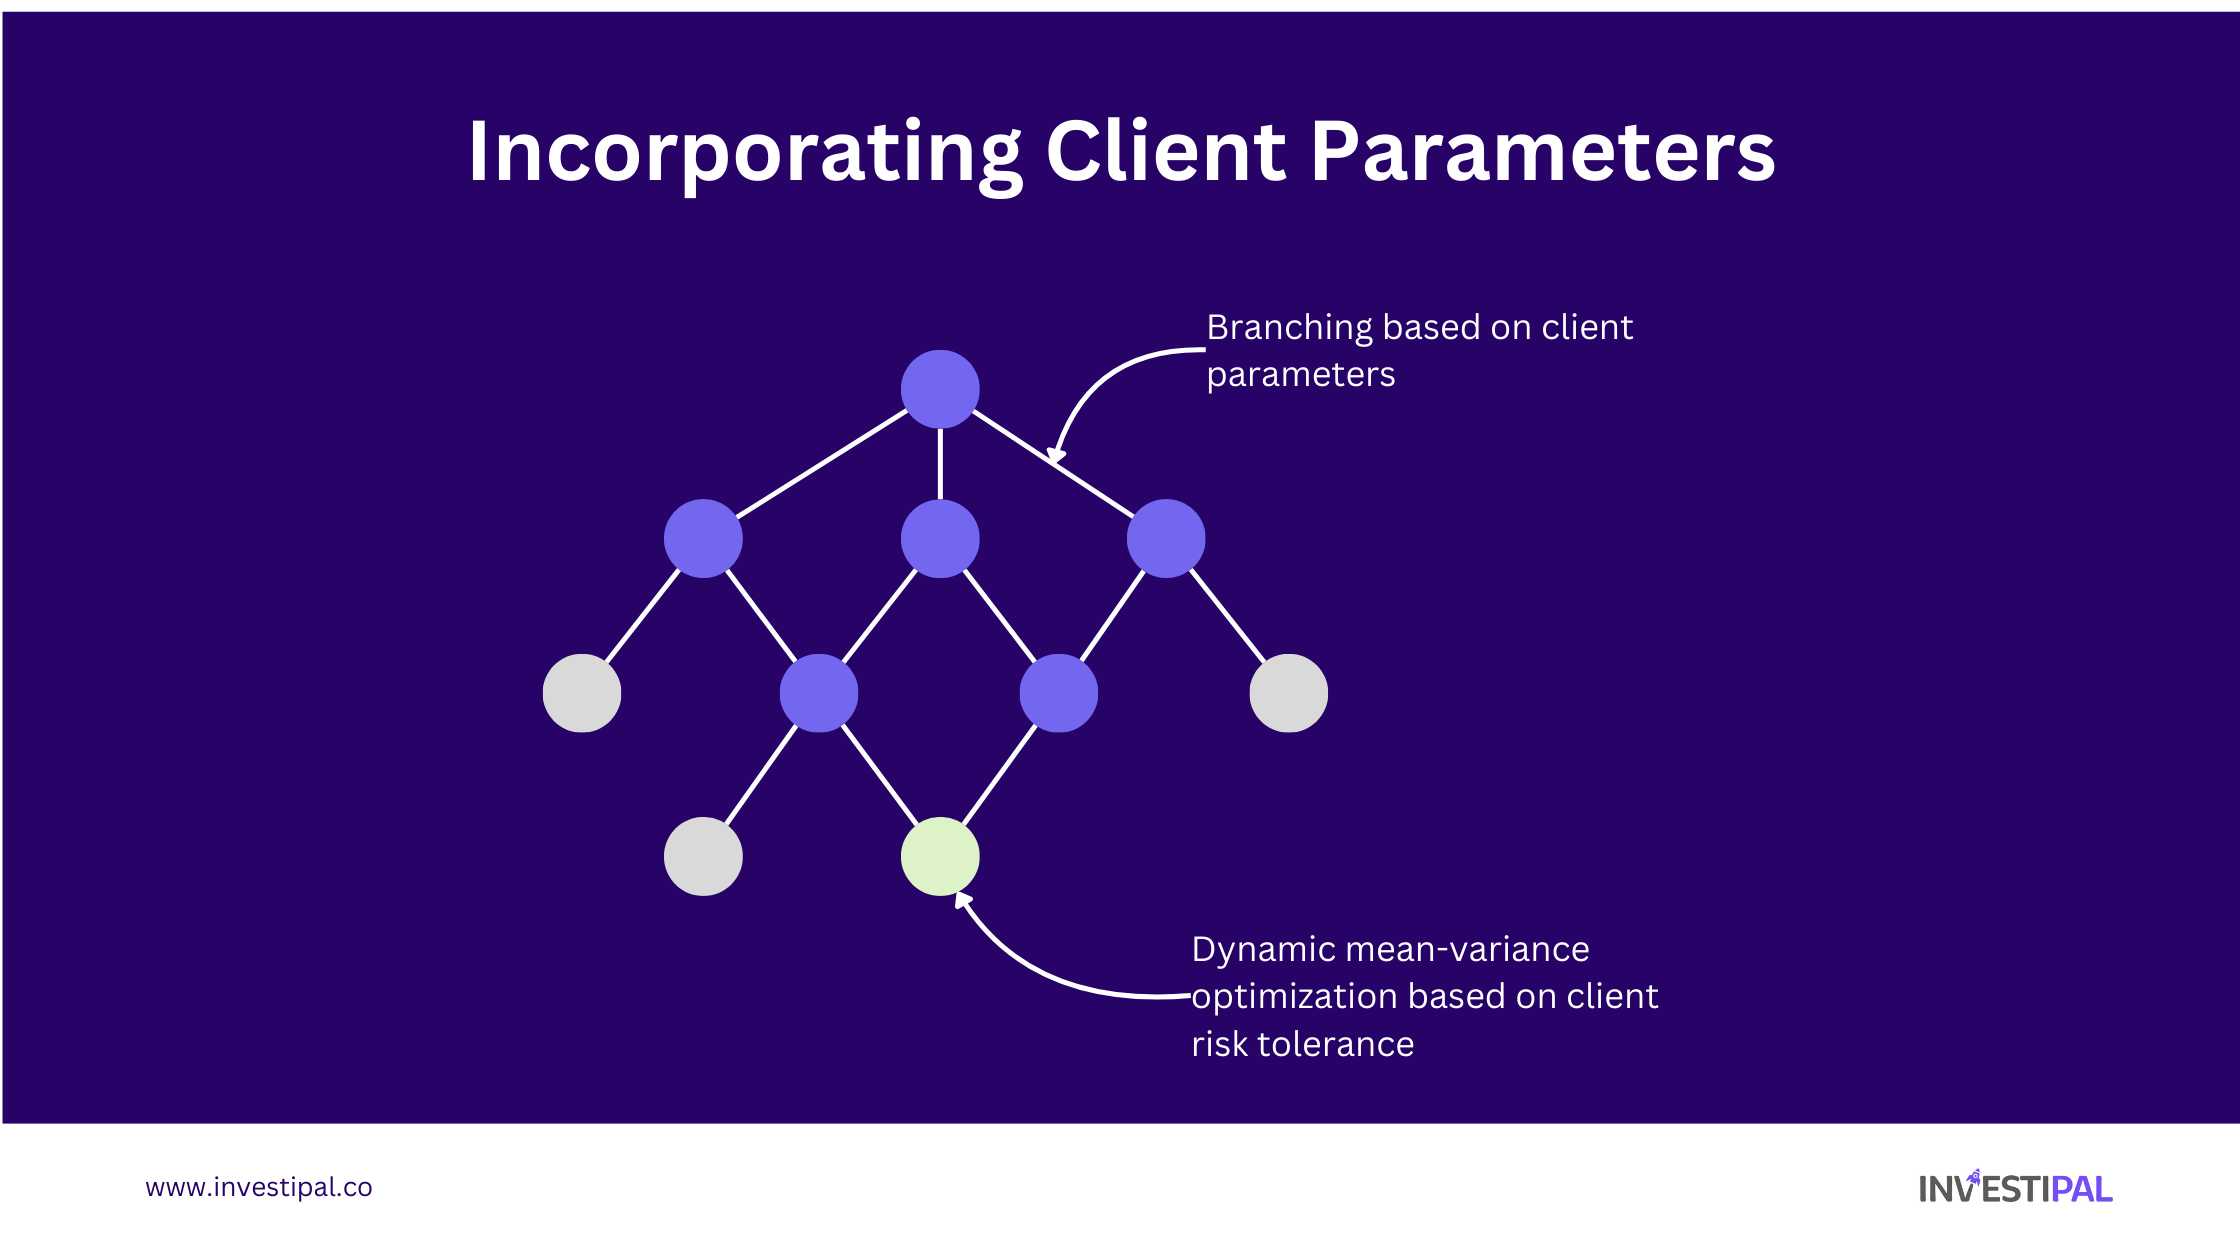 Incorporating Client Parameters
Branching based on client
parameters
Dynamic mean-variance
optimization based on client
risk tolerance
www.investipal.co
INVESTIPAL